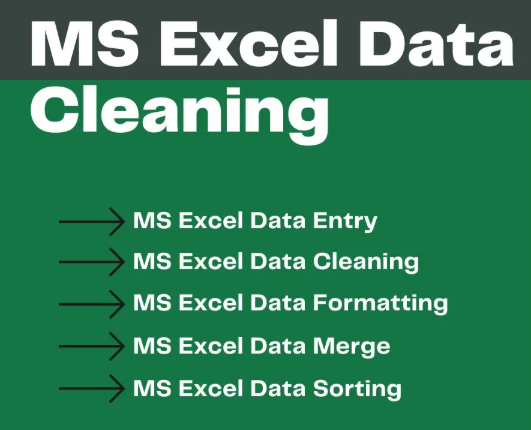 MS Excel Data
Cleaning
MS Excel Data Entry
MS Excel Data Cleaning
MS Excel Data Formatting
MS Excel Data Merge
MS Excel Data Sorting